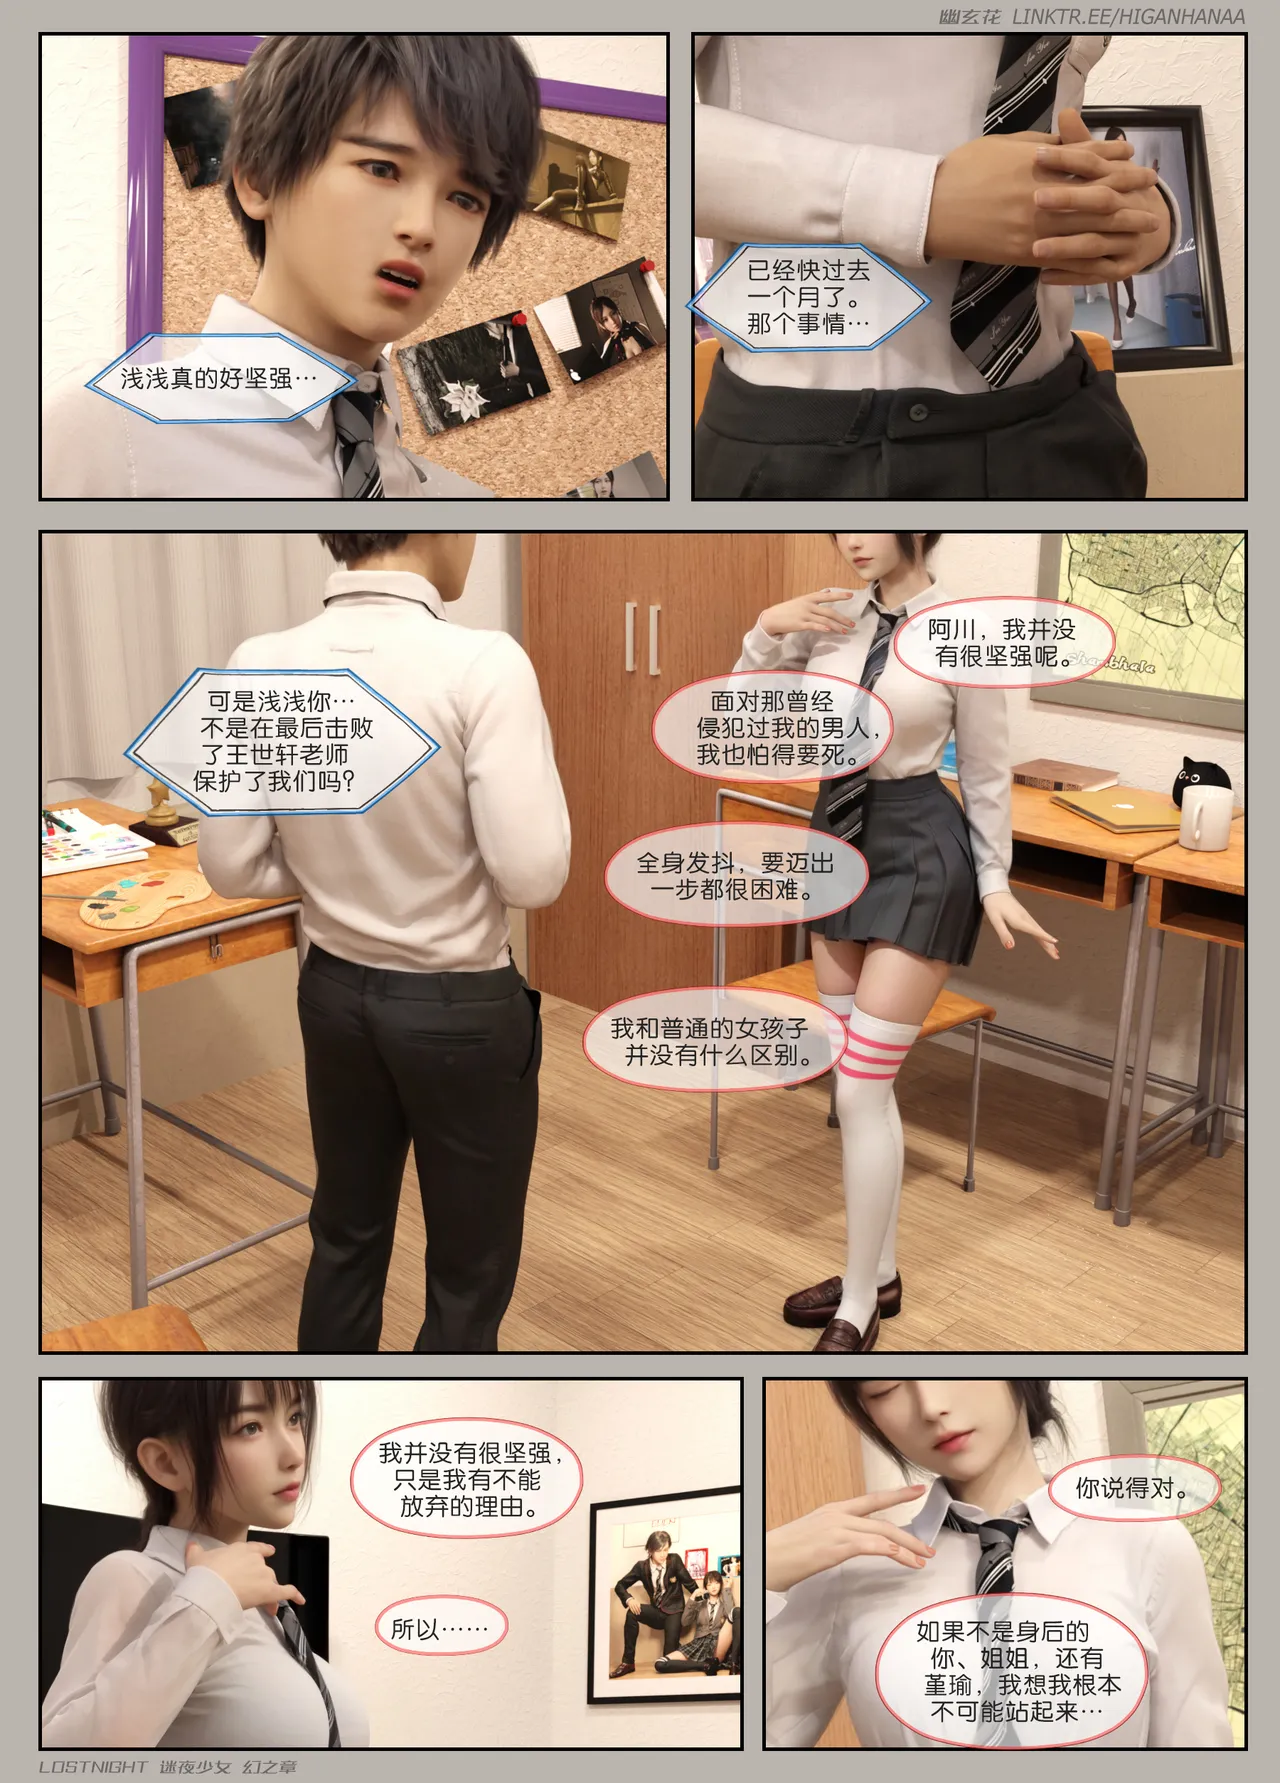 幽玄花 LINKTR.EE/HIGANHANAA
浅浅真的好坚强…
已经快过去
一个月了。
那个事情…
阿川，我并没
有很坚强呢。
Shambhala
面对那曾经
侵犯过我的男人，
我也怕得要死。
可是浅浅你…
不是在最后击败
了王世轩老师
保护了我们吗？
全身发抖，要迈出
一步都很困难。
我和普通的女孩子
并没有什么区别。
我并没有很坚强，
只是我有不能
放弃的理由。
所以……
你说得对。
如果不是身后的
你、姐姐，还有
堇瑜，我想我根本
不可能站起来…
LOSTNIGHT 迷夜少女 幻之章